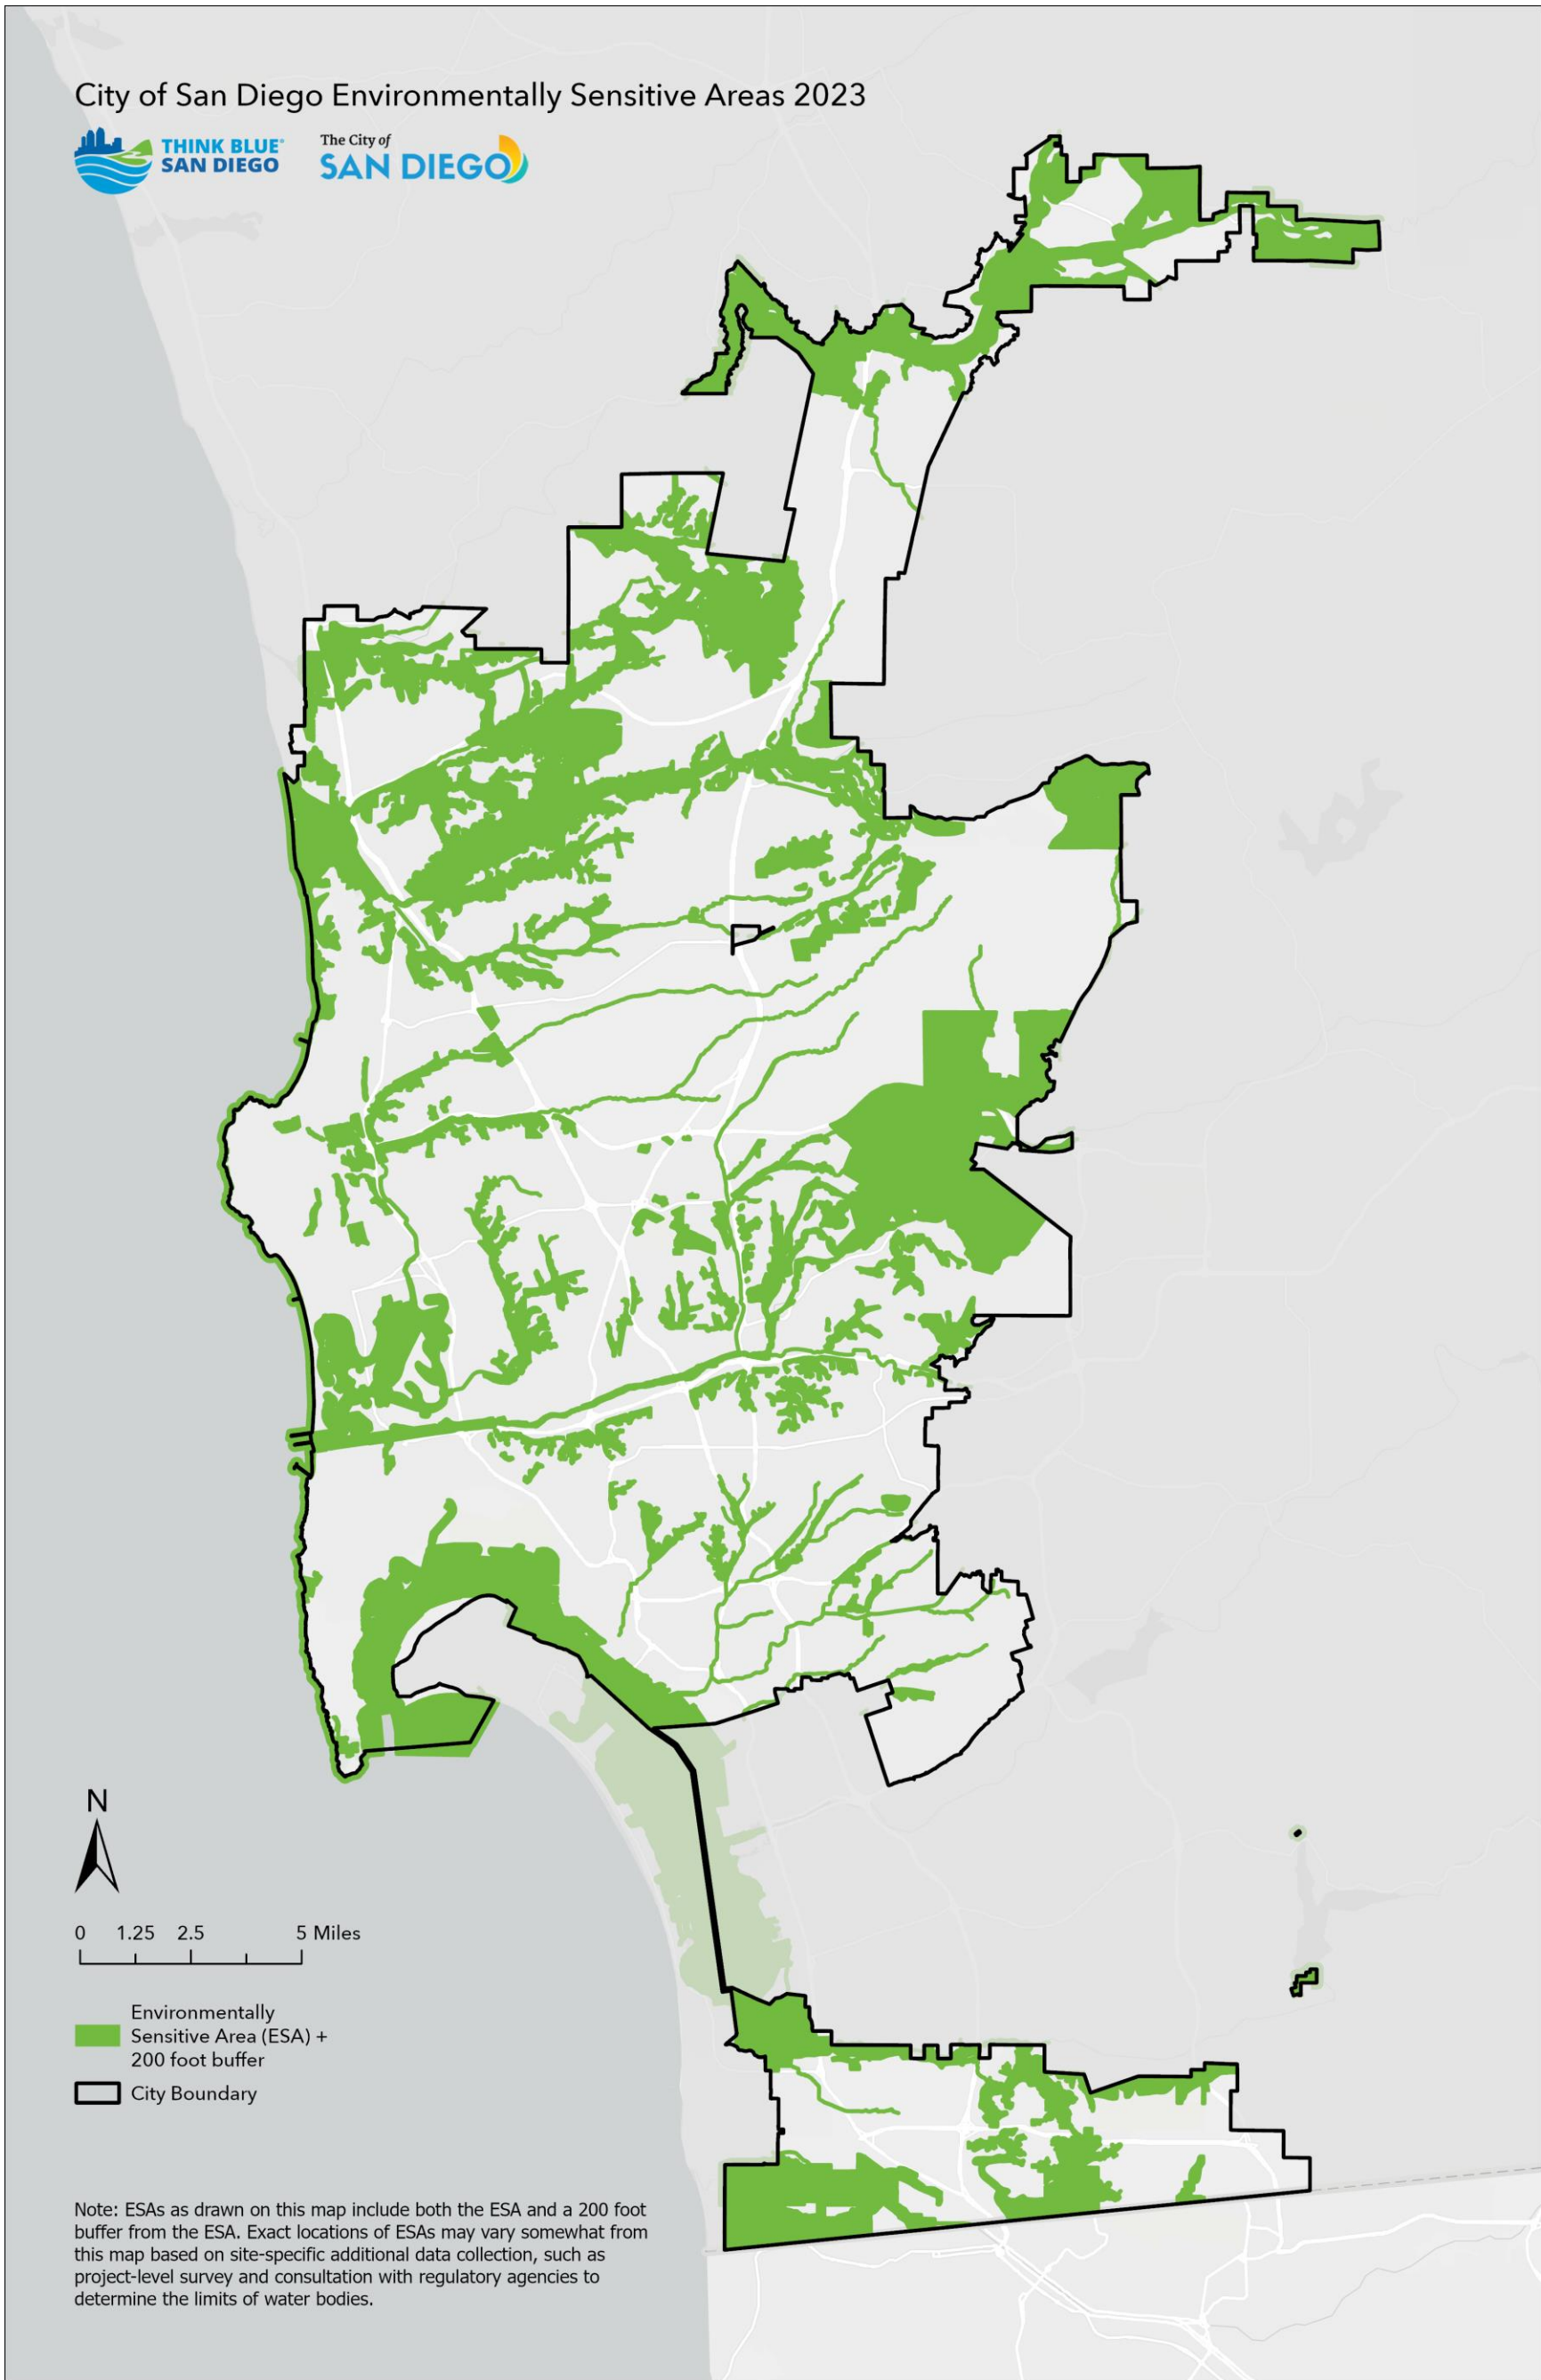 City of San Diego Environmentally Sensitive Areas 2023
THINK BLUE®
SAN DIEGO
The City of
SAN DIEGO
N
0 1.25 2.5 5 Miles
Environmentally
Sensitive Area (ESA) +
200 foot buffer
City Boundary
Note: ESAs as drawn on this map include both the ESA and a 200 foot
buffer from the ESA. Exact locations of ESAs may vary somewhat from
this map based on site-specific additional data collection, such as
project-level survey and consultation with regulatory agencies to
determine the limits of water bodies.